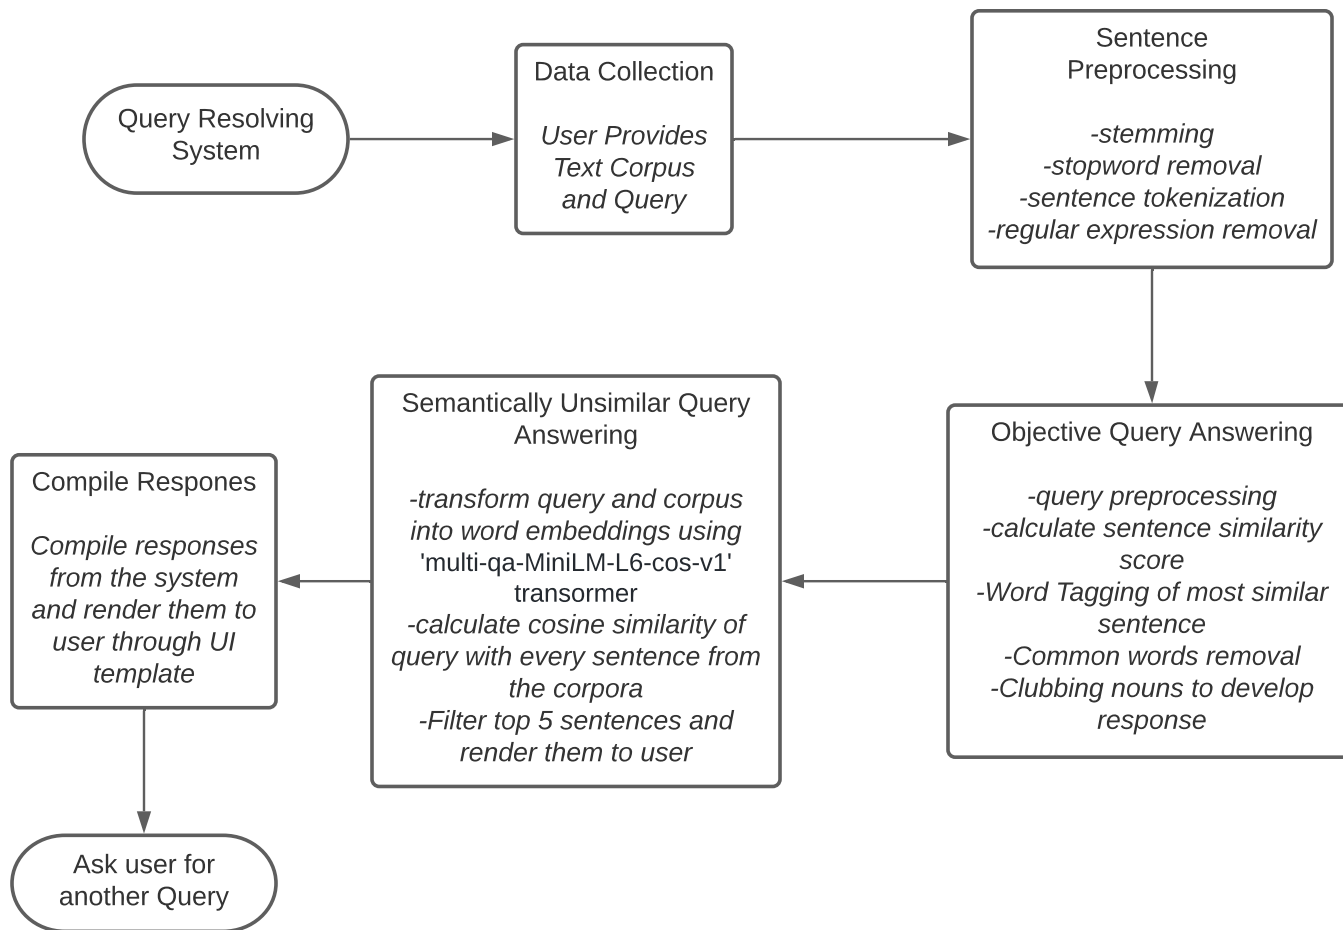 Query Resolving
System
Data Collection
User Provides
Text Corpus
and Query
Sentence
Preprocessing
-stemming
-stopword removal
-sentence tokenization
-regular expression removal
Objective Query Answering
-query preprocessing
-calculate sentence similarity
score
-Word Tagging of most similar
sentence
-Common words removal
-Clubbing nouns to develop
response
Semantically Unsimilar Query
Answering
-transform query and corpus
into word embeddings using
'multi-qa-MiniLM-L6-cos-v1'
transormer
-calculate cosine similarity of
query with every sentence from
the corpora
-Filter top 5 sentences and
render them to user
Compile Respones
Compile responses
from the system
and render them to
user through UI
template
Ask user for
another Query